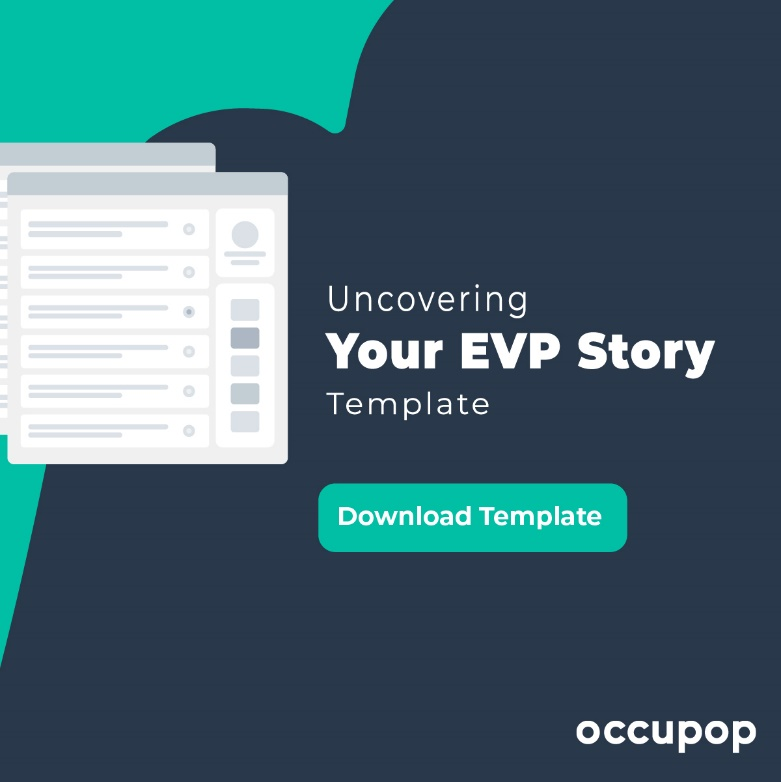 Uncovering
Your EVP Story
Template
Download Template
occupop